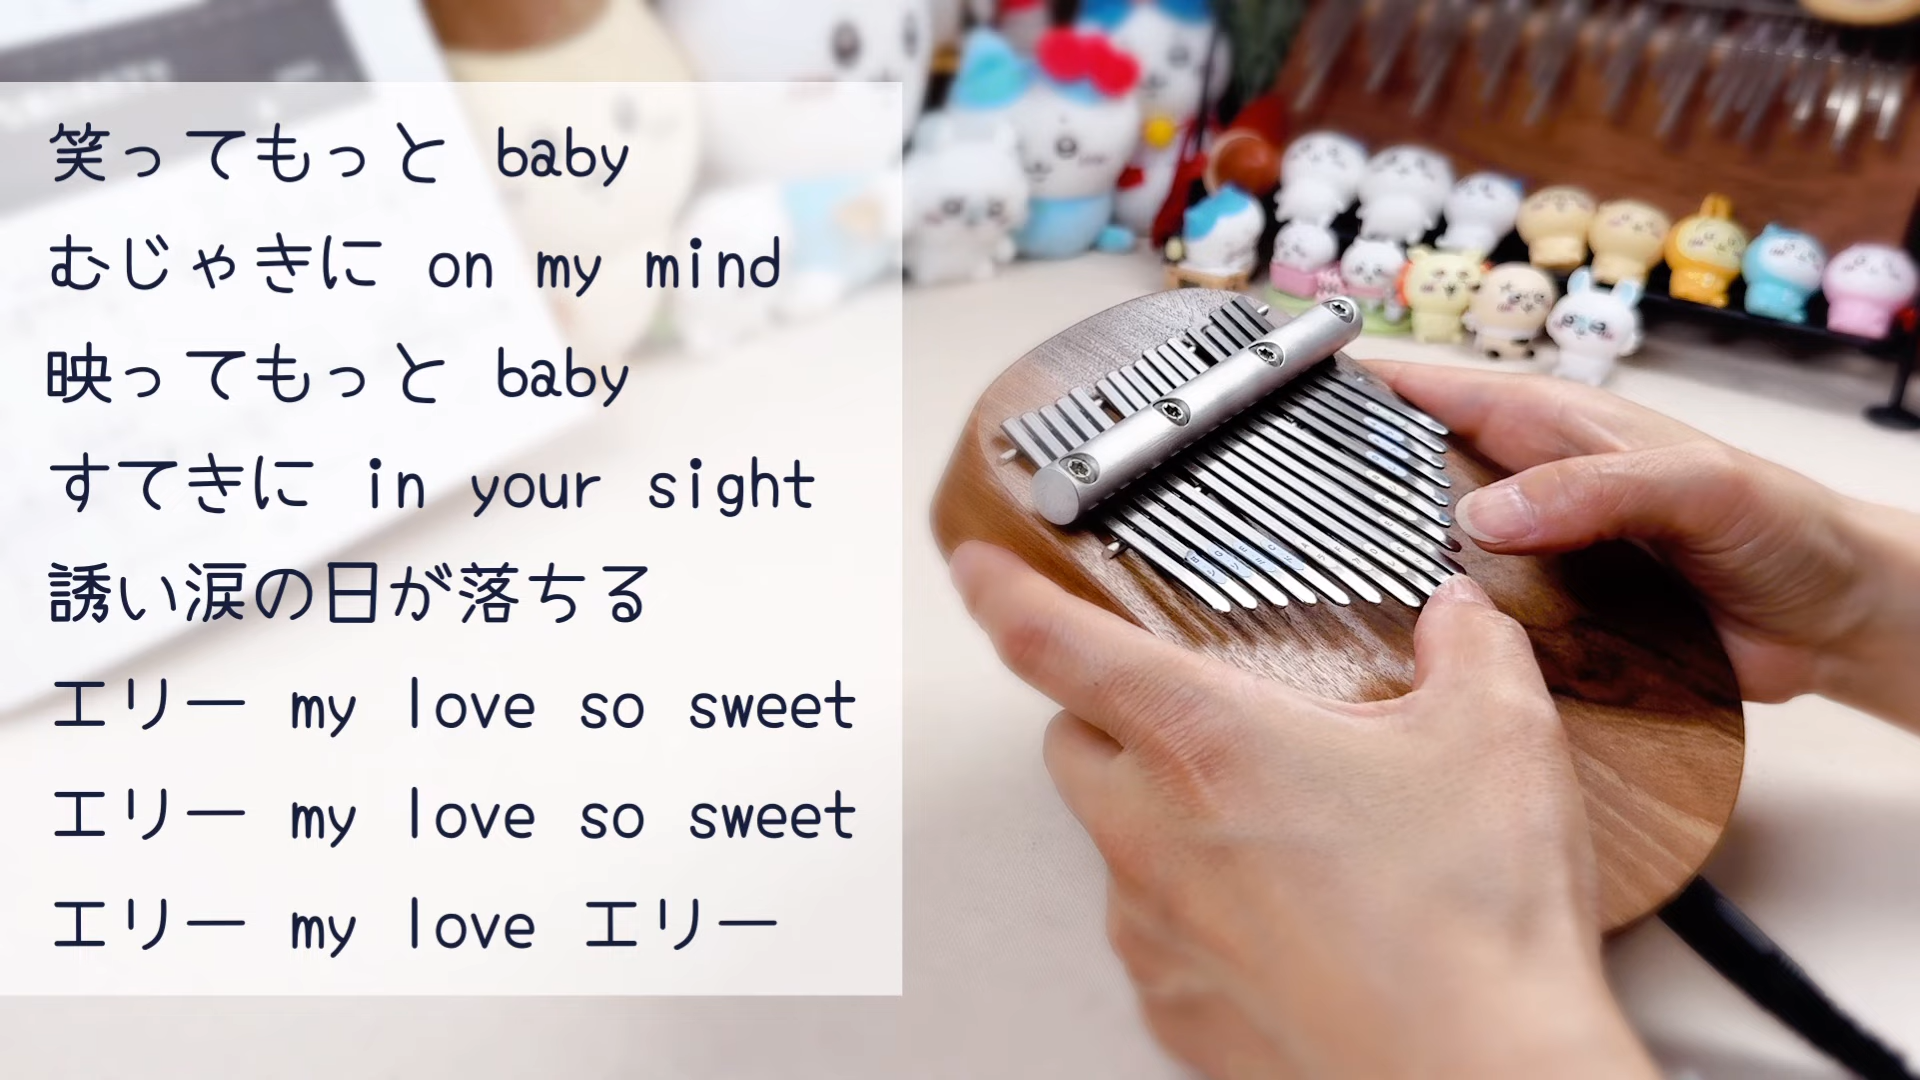 笑ってもっと baby
むじゃきに on my mind
映ってもっと baby
すてきに in your sight
誘い涙の日が落ちる
エリー my love so sweet
エリー my love so sweet
エリー my love エリー